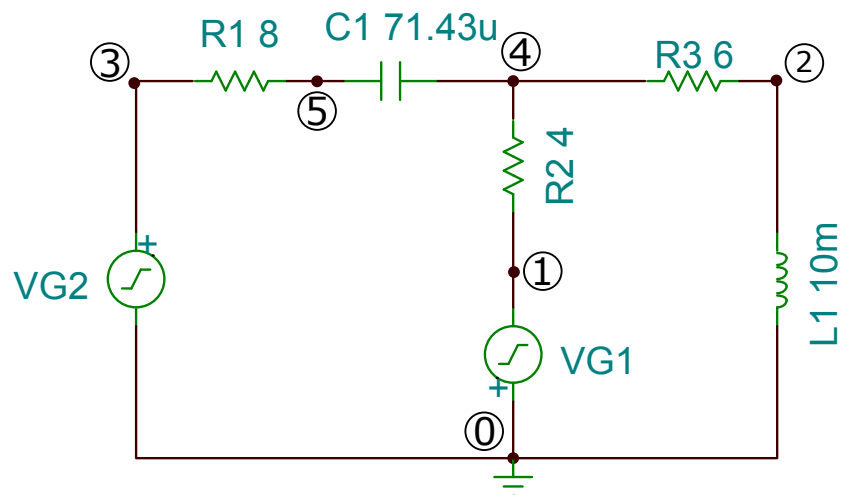 R1 8
C1 71.43u
③
⑤
④
R3 6
②
R2 4
①
VG2
+
VG1
+
L1 10m
⓪